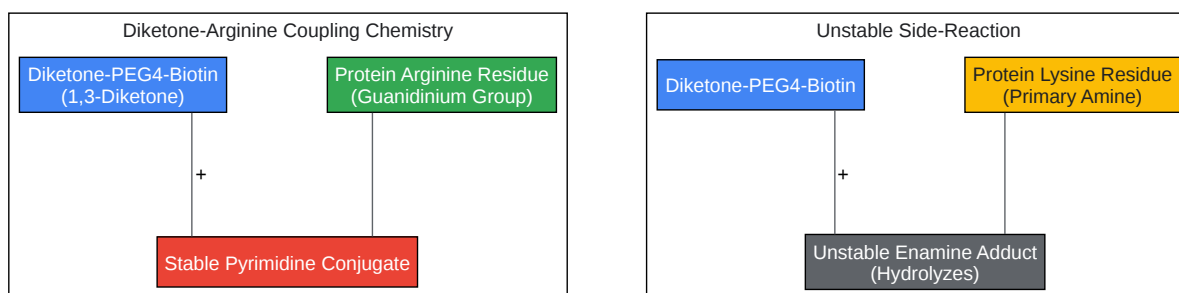 Diketone-Arginine Coupling Chemistry
Diketone-PEG4-Biotin
(1,3-Diketone)
Protein Arginine Residue
(Guanidinium Group)
+
Stable Pyrimidine Conjugate
Unstable Side-Reaction
Diketone-PEG4-Biotin
Protein Lysine Residue
(Primary Amine)
+
Unstable Enamine Adduct
(Hydrolyzes)